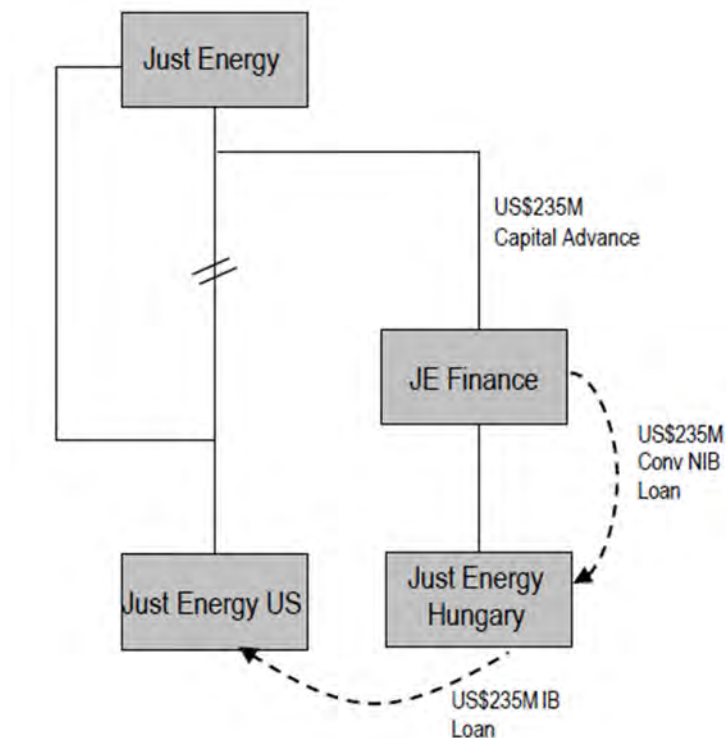 Just Energy
US$235M
Capital Advance
JE Finance
US$235M
Conv NIB
Loan
Just Energy US
Just Energy
Hungary
US$235M IB
Loan